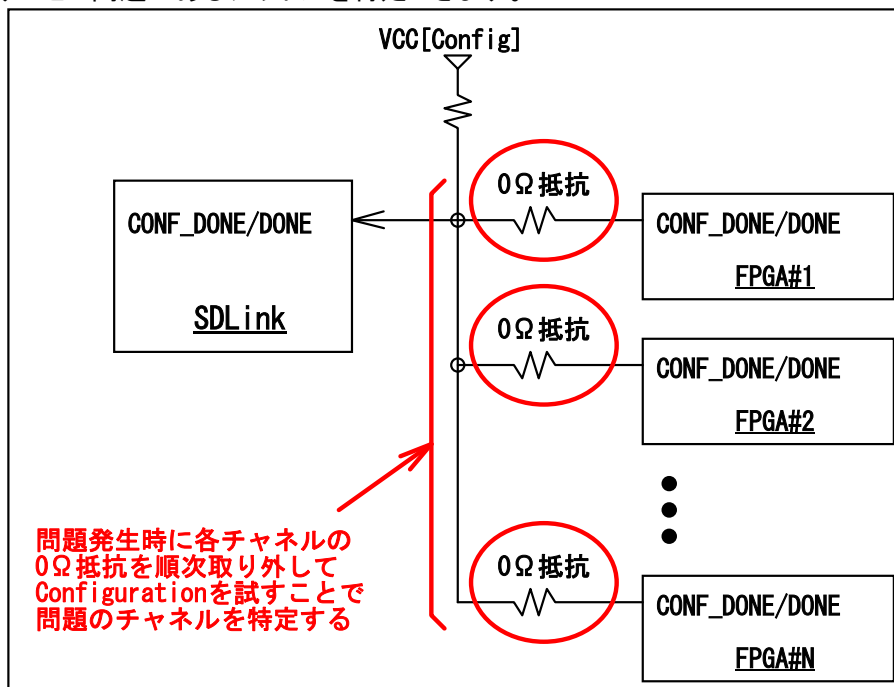 VCC[Config]
0Ω抵抗
CONF_DONE/DONE
SDLink
CONF_DONE/DONE
FPGA#1
0Ω抵抗
CONF_DONE/DONE
FPGA#2
問題発生時に各チャネルの
0Ω抵抗を順次取り外して
Configurationを試すことで
問題のチャネルを特定する
0Ω抵抗
CONF_DONE/DONE
FPGA#N